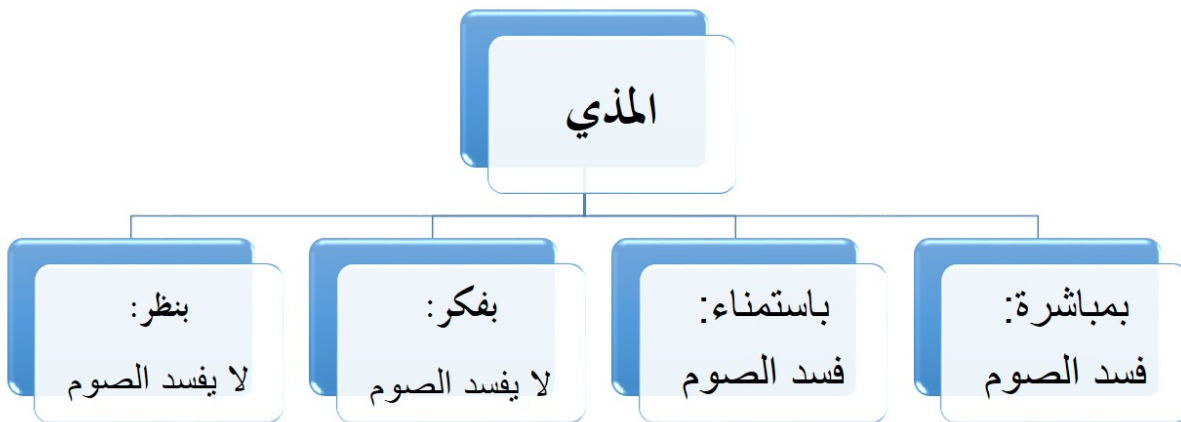 المذي
بمباشرة:
فسد الصوم
باستمناء:
فسد الصوم
بفكر:
لا يفسد الصوم
بنظر:
لا يفسد الصوم